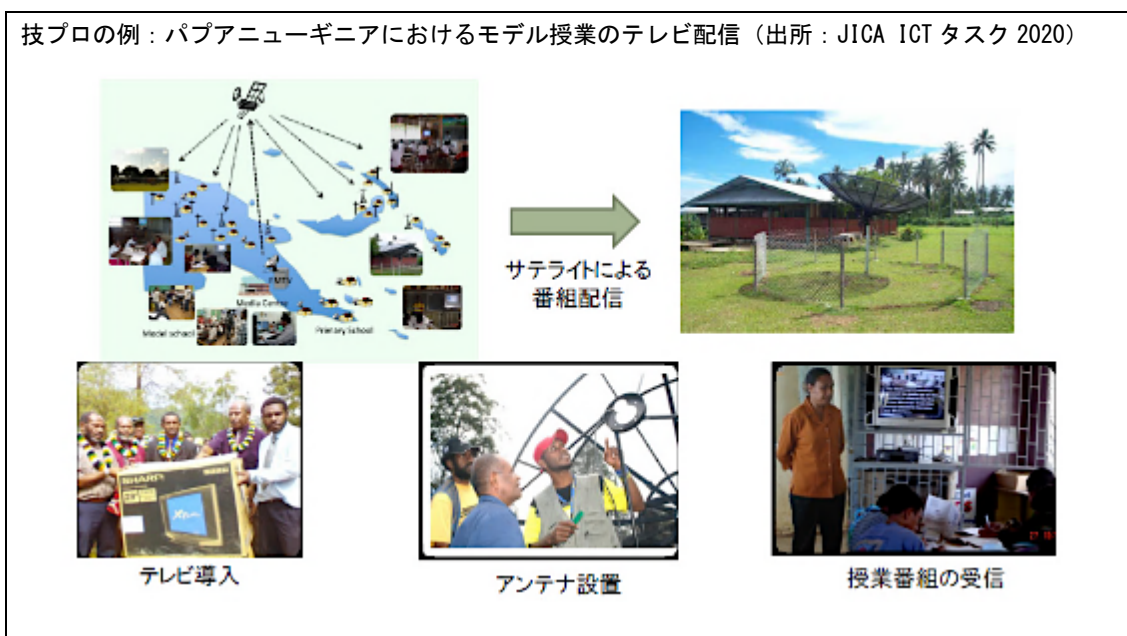 技プロの例：パプアニューギニアにおけるモデル授業のテレビ配信（出所：JICA ICT タスク 2020）
EMTV
Media Center
Model school
Primary School
サテライトによる
番組配信
SHARP
テレビ導入
アンテナ設置
授業番組の受信